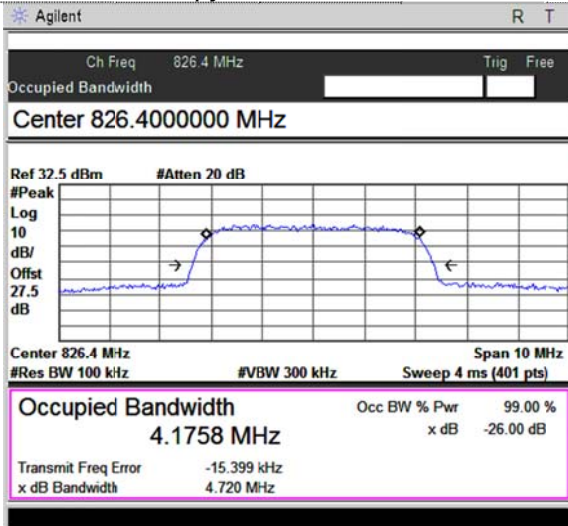 Agilent R T
Ch Freq 826.4 MHz Trig Free
Occupied Bandwidth
Center 826.4000000 MHz
Ref 32.5 dBm #Atten 20 dB
#Peak
Log
10
dB/
Offst
27.5
dB
Center 826.4 MHz Span 10 MHz
#Res BW 100 kHz #VBW 300 kHz Sweep 4 ms (401 pts)
Occupied Bandwidth Occ BW % Pwr 99.00 %
4.1758 MHz x dB -26.00 dB
Transmit Freq Error -15.399 kHz
x dB Bandwidth 4.720 MHz